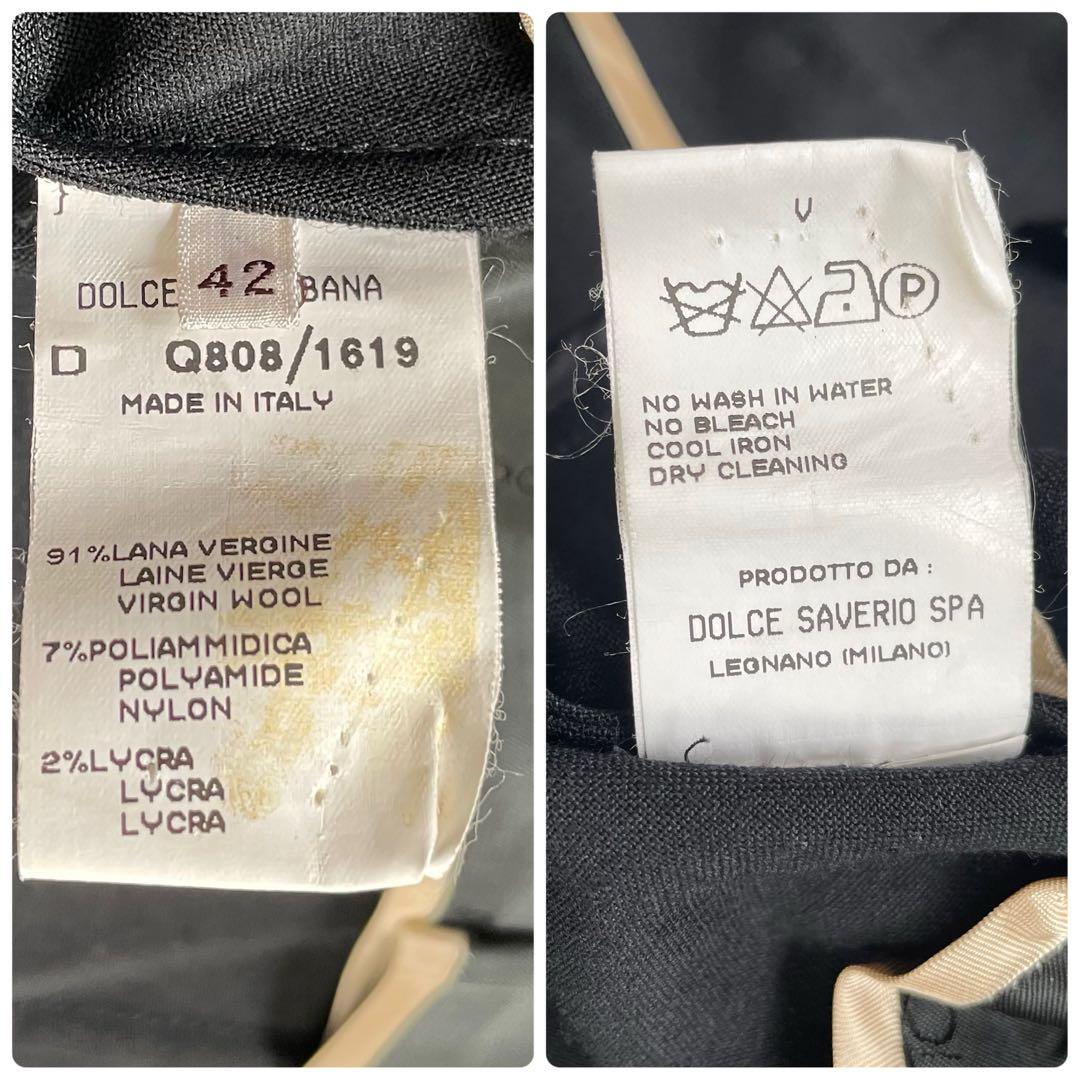 DOLCE 42 BANA
D Q808/1619
MADE IN ITALY
91%LANA VERGINE
LAINE VIERGE
VIRGIN WOOL
7%POLIAMMIDICA
POLYAMIDE
NYLON
2%LYCRA
LYCRA
LYCRA
V
P
NO WASH IN WATER
NO BLEACH
COOL IRON
DRY CLEANING
PRODOTTO DA :
DOLCE SAVERIO SPA
LEGNANO (MILANO)